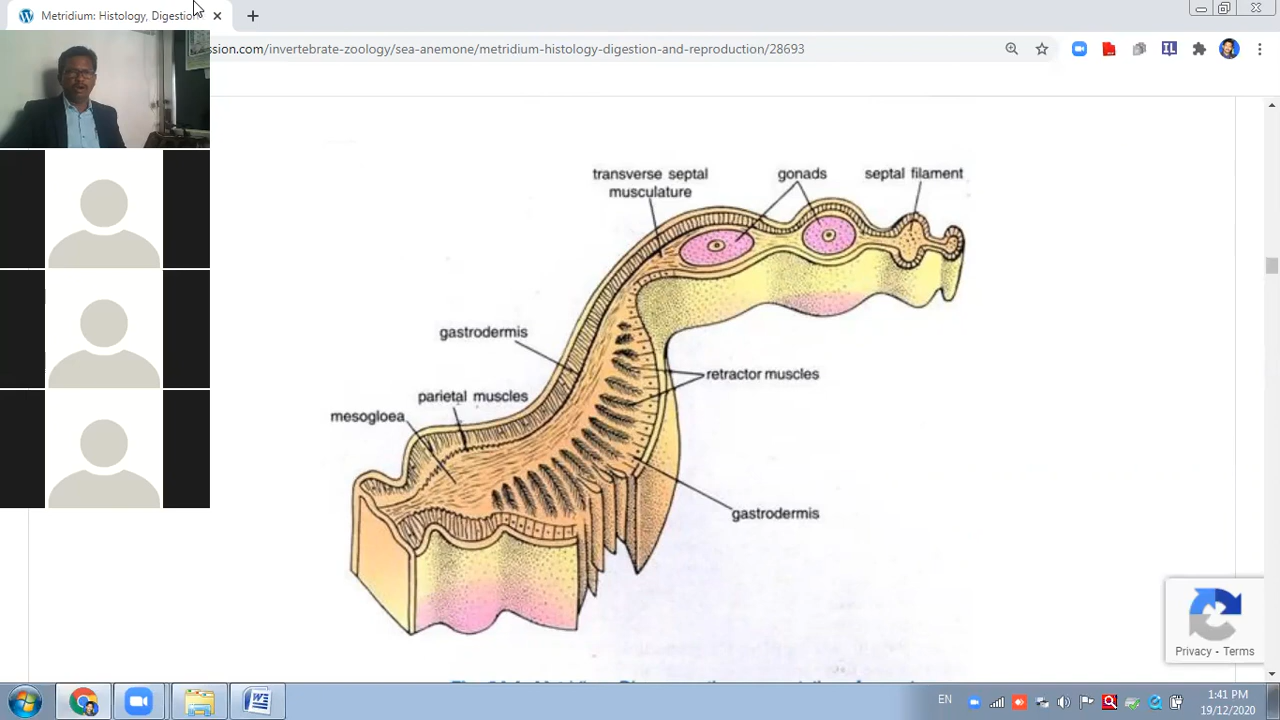 Metridium: Histology, Digestion
ssion.com/invertebrate-zoology/sea-anemone/metridium-histology-digestion-and-reproduction/28693
transverse septal
musculature
gonads
septal filament
gastrodermis
retractor muscles
parietal muscles
mesogloea
gastrodermis
Privacy - Terms
EN
1:41 PM
19/12/2020